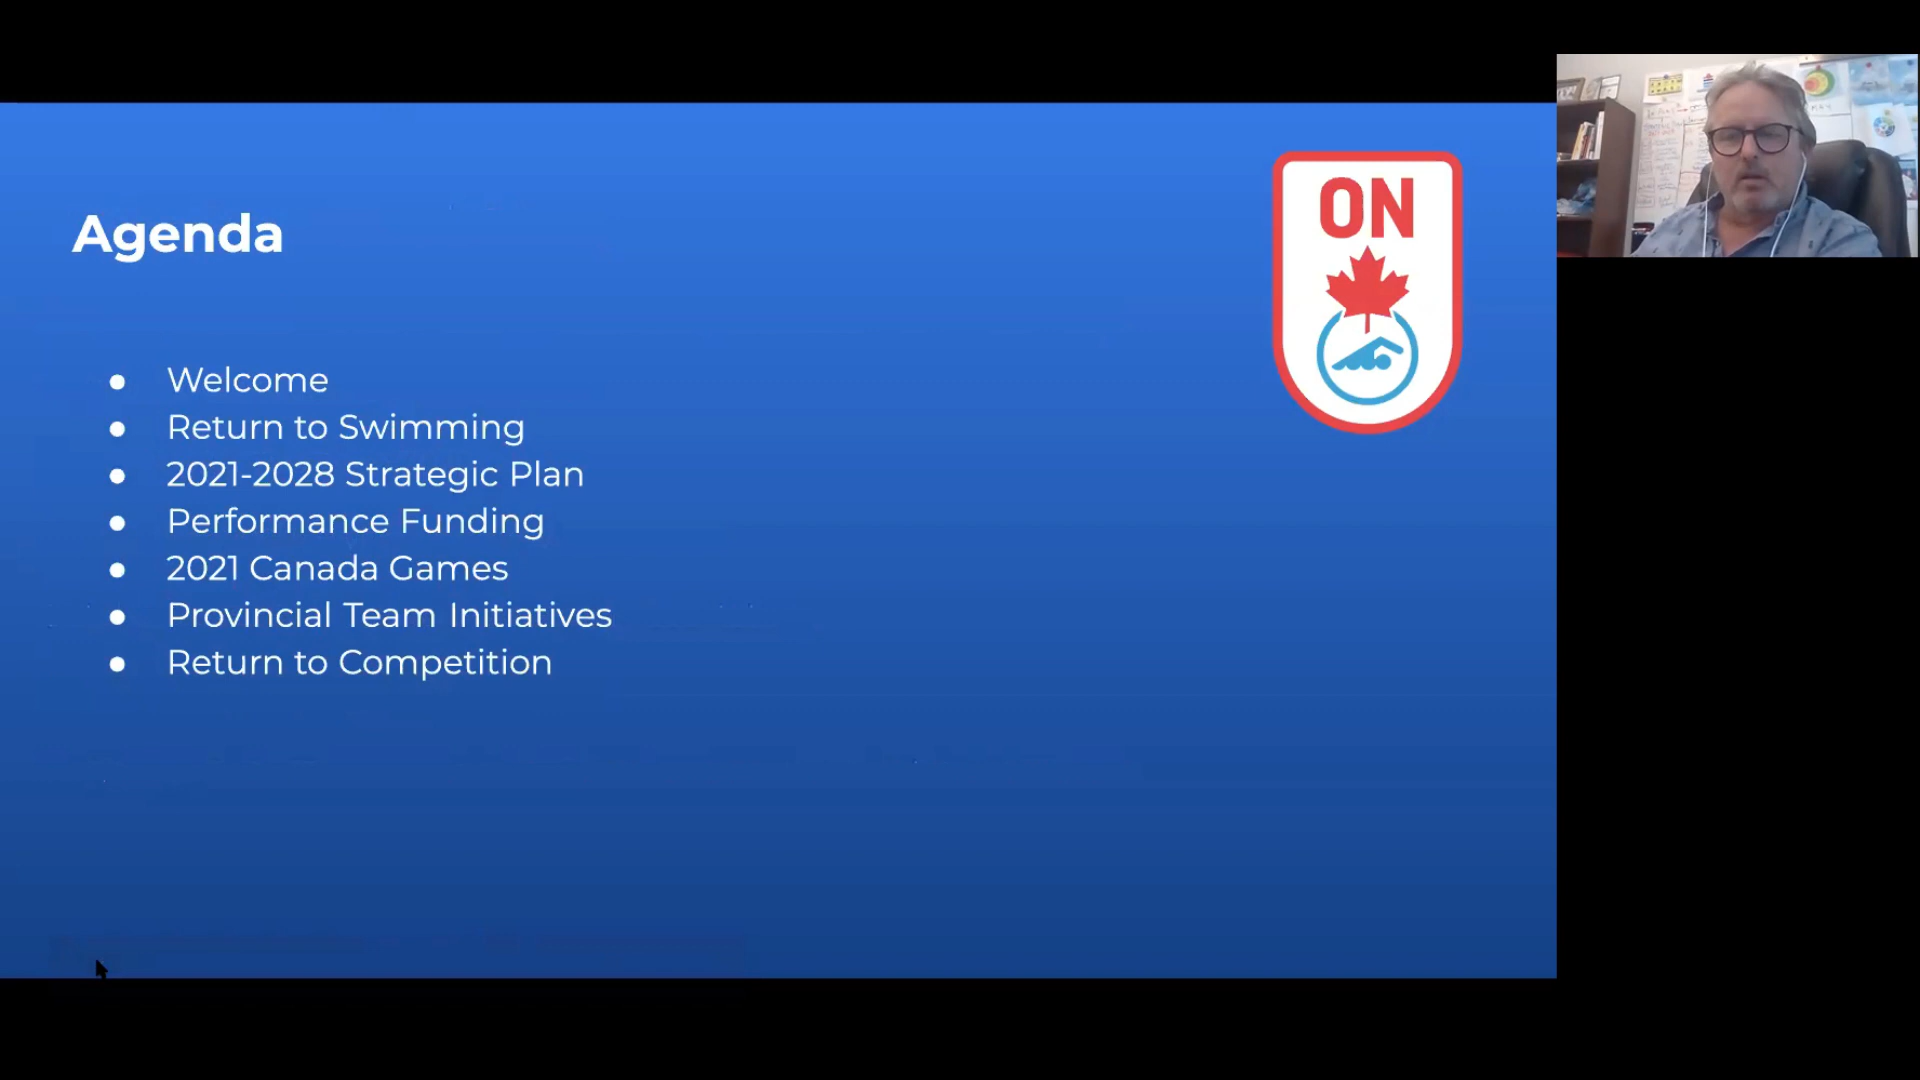 Agenda
ON
Welcome
Return to Swimming
2021-2028 Strategic Plan
Performance Funding
2021 Canada Games
Provincial Team Initiatives
Return to Competition